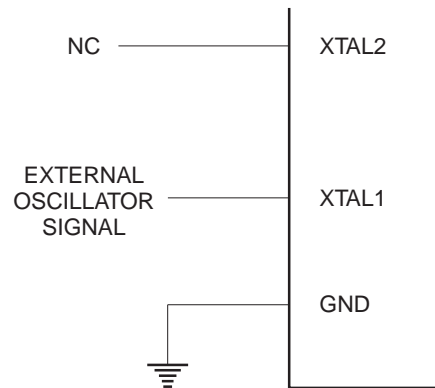 NC XTAL2
EXTERNAL
OSCILLATOR
SIGNAL
XTAL1
GND